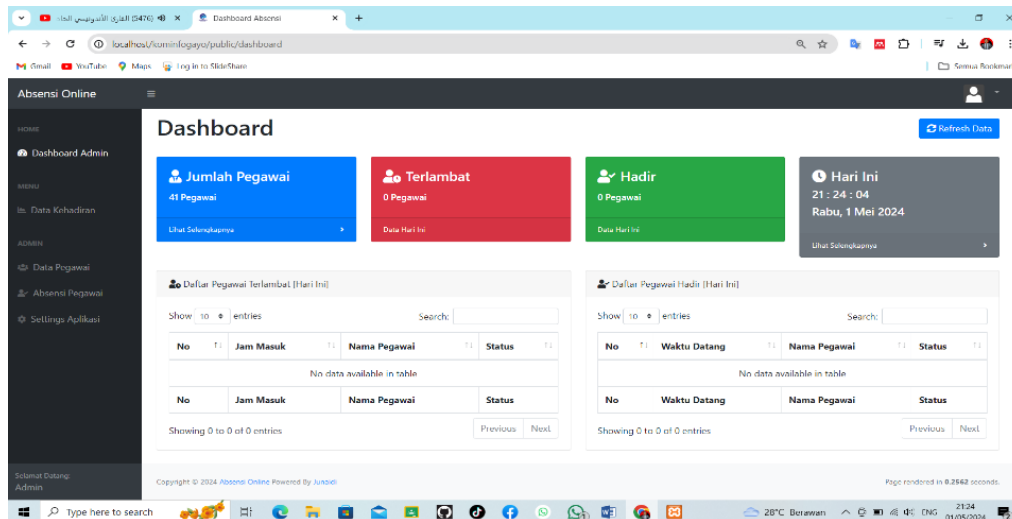 (5476) القارئ الأندونيسي
Dashboard Absensi
localhost/kominfogayo/public/dashboard
Gmail YouTube Maps Log in to SlideShare
Semua Bookmar
Absensi Online
HOME
Dashboard Admin
MENU
Data Kehadiran
ADMIN
Data Pegawai
Absensi Pegawai
Settings Aplikasi
Selamat Datang:
Admin
Dashboard
Refresh Data
Jumlah Pegawai
41 Pegawai
Lihat Selengkapnya
Terlambat
0 Pegawai
Data Hari Ini
Hadir
0 Pegawai
Data Hari Ini
Hari Ini
21 : 24 : 04
Rabu, 1 Mei 2024
Lihat Selengkapnya
Daftar Pegawai Terlambat [Hari Ini]
Show 10 entries Search:
No Jam Masuk Nama Pegawai Status
No data available in table
No Jam Masuk Nama Pegawai Status
Showing 0 to 0 of 0 entries Previous Next
Daftar Pegawai Hadir [Hari Ini]
Show 10 entries Search:
No Waktu Datang Nama Pegawai Status
No data available in table
No Waktu Datang Nama Pegawai Status
Showing 0 to 0 of 0 entries Previous Next
Copyright © 2024 Absensi Online Powered By Junaidi
Page rendered in 0.2562 seconds.
Type here to search
28°C Berawan
ENG
21:24
01/05/2024